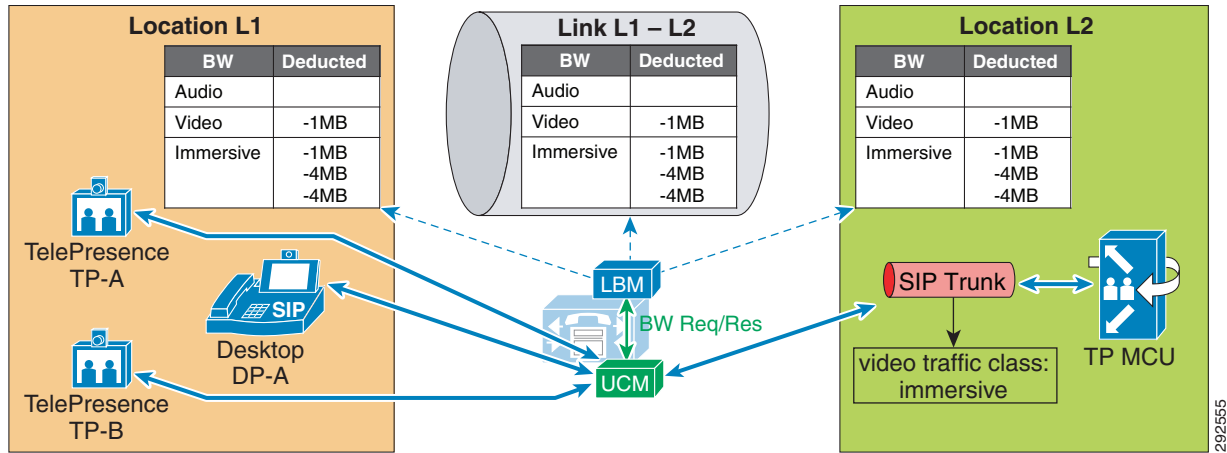 Location L1
BW Deducted
Audio
Video -1MB
Immersive -1MB
-4MB
-4MB
Link L1 – L2
BW Deducted
Audio
Video -1MB
Immersive -1MB
-4MB
-4MB
Location L2
BW Deducted
Audio
Video -1MB
Immersive -1MB
-4MB
-4MB
TelePresence
TP-A
SIP
Desktop
DP-A
TelePresence
TP-B
LBM
BW Req/Res
UCM
SIP Trunk
video traffic class:
immersive
TP MCU
292555